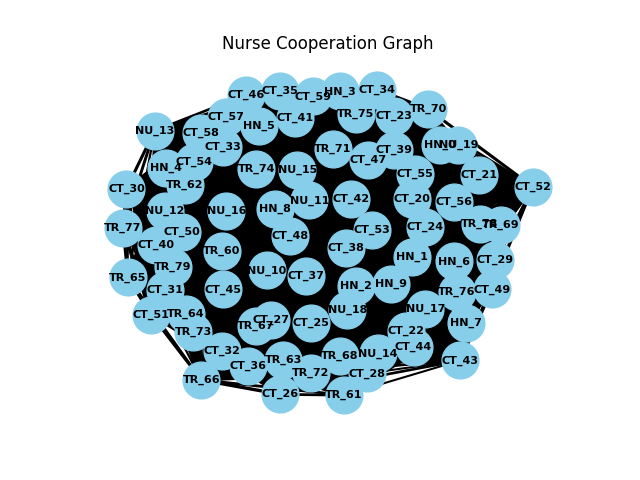 Nurse Cooperation Graph
CT_46
CT_35
CT_59
HN_3
CT_34
TR_70
CT_57
CT_41
TR_75
CT_23
HN_5
NU_13
CT_58
CT_33
TR_71
CT_39
HN_0
NU_19
CT_47
CT_54
HN_4
TR_74
NU_15
CT_55
CT_21
TR_62
CT_30
CT_52
NU_12
NU_16
HN_8
NU_11
CT_42
CT_20
CT_56
TR_77
CT_50
CT_53
CT_24
TR_78
TR_69
CT_40
CT_48
CT_38
TR_60
HN_1
HN_6
CT_29
TR_79
NU_10
CT_37
TR_65
CT_31
CT_45
HN_2
HN_9
TR_76
CT_49
CT_51
TR_64
NU_18
NU_17
TR_73
TR_67
CT_27
CT_25
CT_22
HN_7
CT_32
CT_44
TR_63
TR_68
NU_14
CT_43
CT_36
TR_72
CT_28
TR_66
CT_26
TR_61